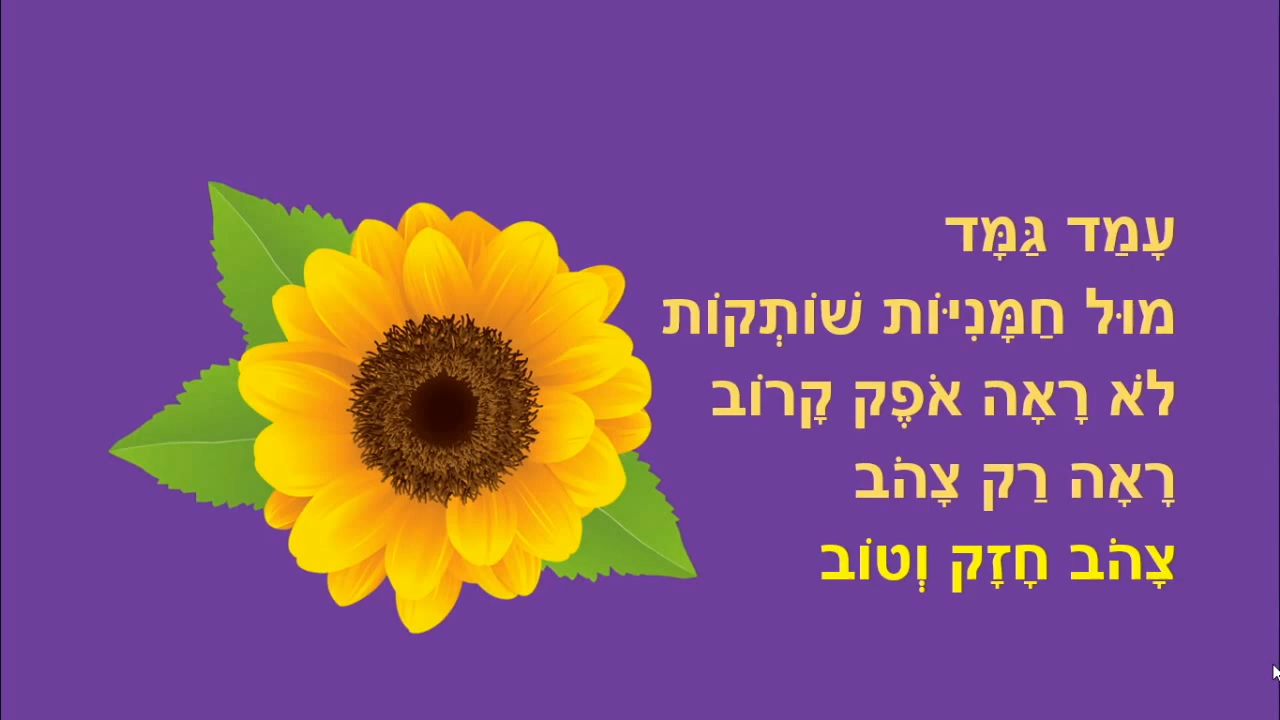 עָמַד גַּמָּד
מוּל חַמָּנִיּוֹת שׁוֹתְקוֹת
לֹא רָאָה אֹפֶק קָרוֹב
רָאָה רַק צָהֹב
צָהֹב חָזָק וְטוֹב